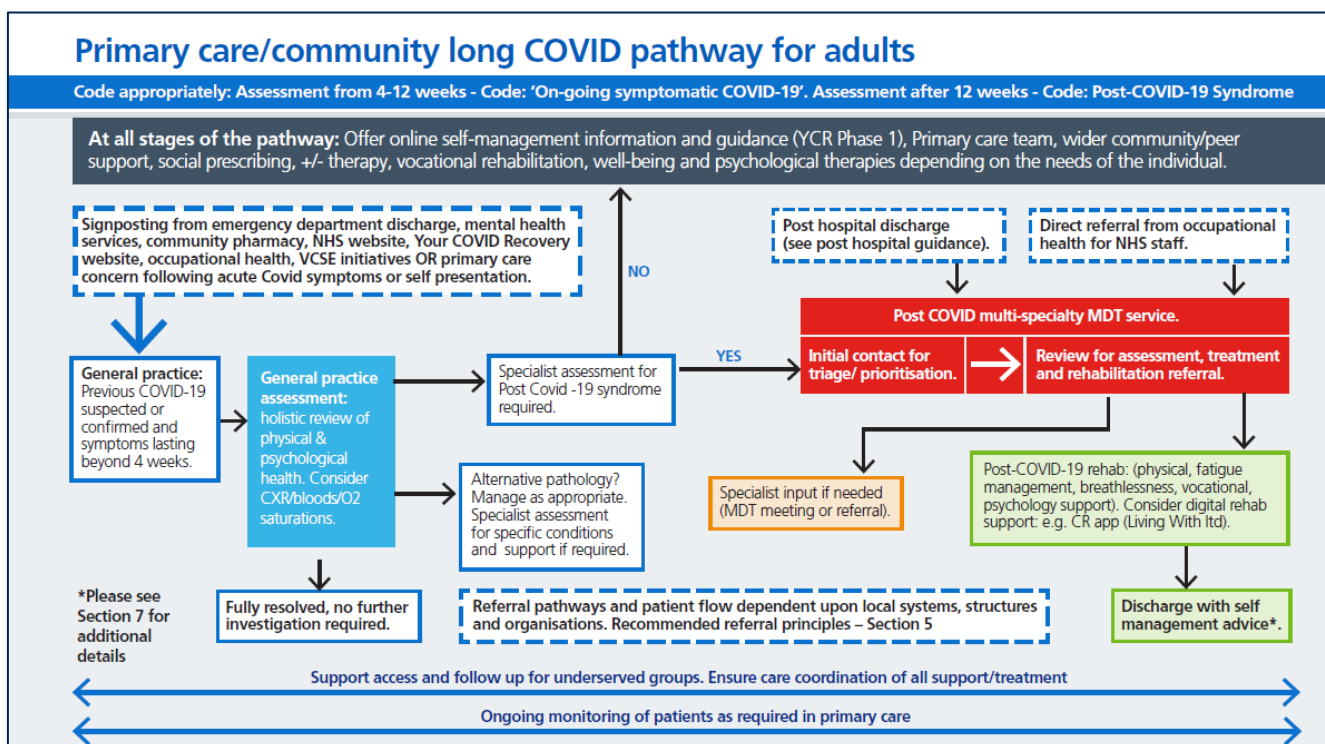 Primary care/community long COVID pathway for adults
Code appropriately: Assessment from 4-12 weeks - Code: 'On-going symptomatic COVID-19'. Assessment after 12 weeks - Code: Post-COVID-19 Syndrome
At all stages of the pathway: Offer online self-management information and guidance (YCR Phase 1), Primary care team, wider community/peer
support, social prescribing, +/- therapy, vocational rehabilitation, well-being and psychological therapies depending on the needs of the individual.
Signposting from emergency department discharge, mental health
services, community pharmacy, NHS website, Your COVID Recovery
website, occupational health, VCSE initiatives OR primary care
concern following acute Covid symptoms or self presentation.
NO
Post hospital discharge
(see post hospital guidance).
Direct referral from occupational
health for NHS staff.
General practice:
Previous COVID-19
suspected or
confirmed and
symptoms lasting
beyond 4 weeks.
General practice
assessment:
holistic review of
physical &
psychological
health. Consider
CXR/bloods/O2
saturations.
Specialist assessment for
Post Covid -19 syndrome
required.
YES
Post COVID multi-specialty MDT service.
Initial contact for
triage/ prioritisation.
Review for assessment, treatment
and rehabilitation referral.
Alternative pathology?
Manage as appropriate.
Specialist assessment
for specific conditions
and support if required.
Specialist input if needed
(MDT meeting or referral).
Post-COVID-19 rehab: (physical, fatigue
management, breathlessness, vocational,
psychology support). Consider digital rehab
support: e.g. CR app (Living With ltd).
*Please see
Section 7 for
additional
details
Fully resolved, no further
investigation required.
Referral pathways and patient flow dependent upon local systems, structures
and organisations. Recommended referral principles – Section 5
Discharge with self
management advice*.
Support access and follow up for underserved groups. Ensure care coordination of all support/treatment
Ongoing monitoring of patients as required in primary care